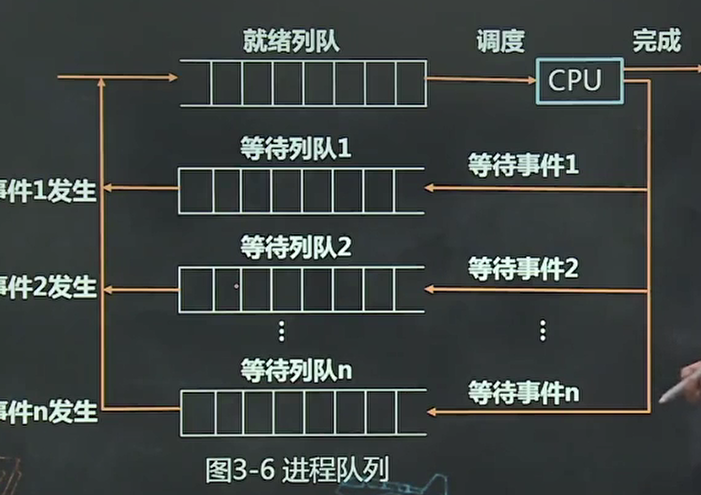 就绪列队
调度
完成
CPU
等待列队1
等待事件1
事件1发生
等待列队2
等待事件2
事件2发生
⋮ ⋮
等待列队n
等待事件n
事件n发生
图3-6 进程队列